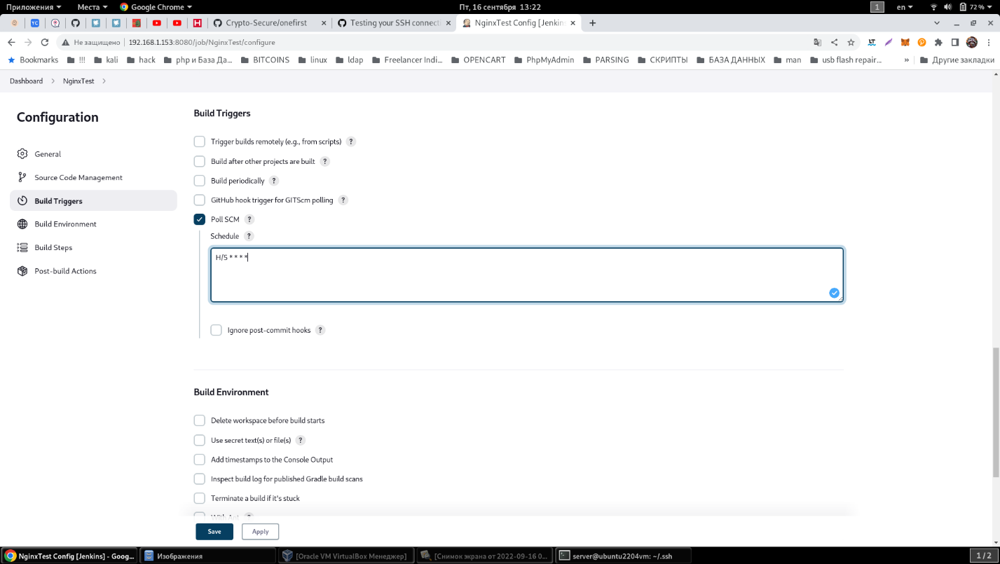 Приложения Места Google Chrome Пт, 16 сентября 13:22 1 en 72 %
YC H Crypto-Secure/onefirst Testing your SSH connecti NginxTest Config [Jenkins
Не защищено 192.168.1.153:8080/job/NginxTest/configure LT
Bookmarks !!! kali hack php и База Да... BITCOINS linux ldap Freelancer Indi... OPENCART PhpMyAdmin PARSING СКРИПТЫ БАЗА ДАННЫХ man usb flash repair... » Другие закладки
Dashboard NginxTest
Configuration
General
Source Code Management
Build Triggers
Build Environment
Build Steps
Post-build Actions
Build Triggers
Trigger builds remotely (e.g., from scripts) ?
Build after other projects are built ?
Build periodically ?
GitHub hook trigger for GITScm polling ?
Poll SCM ?
Schedule ?
H/5 * * * *
Ignore post-commit hooks ?
Build Environment
Delete workspace before build starts
Use secret text(s) or file(s) ?
Add timestamps to the Console Output
Inspect build log for published Gradle build scans
Terminate a build if it's stuck
With Ant ?
Save Apply
NginxTest Config [Jenkins] - Goog... Изображения [Oracle VM VirtualBox Менеджер] [Снимок экрана от 2022-09-16 0... server@ubuntu2204vm: ~/.ssh 1 / 2